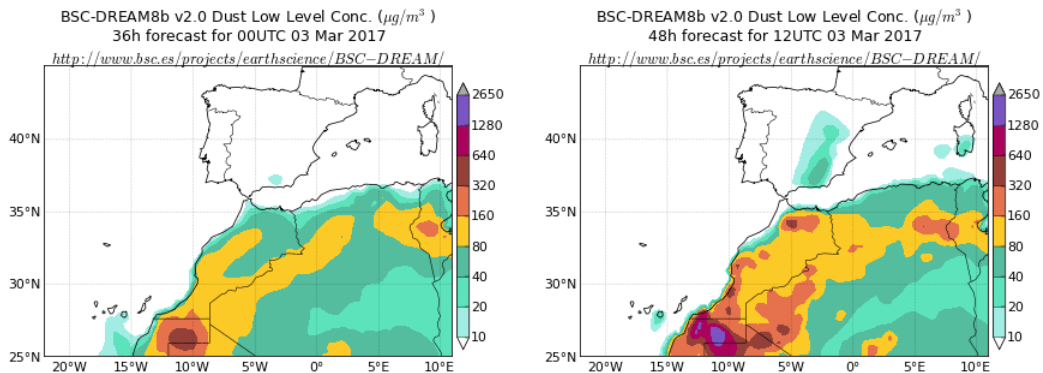 BSC-DREAM8b v2.0 Dust Low Level Conc. (μg/m³ )
36h forecast for 00UTC 03 Mar 2017
http://www.bsc.es/projects/earthscience/BSC−DREAM/
40°N
35°N
30°N
25°N
20°W
15°W
10°W
5°W
0°
5°E
10°E
2650
1280
640
320
160
80
40
20
10
BSC-DREAM8b v2.0 Dust Low Level Conc. (μg/m³ )
48h forecast for 12UTC 03 Mar 2017
http://www.bsc.es/projects/earthscience/BSC−DREAM/
40°N
35°N
30°N
25°N
20°W
15°W
10°W
5°W
0°
5°E
10°E
2650
1280
640
320
160
80
40
20
10